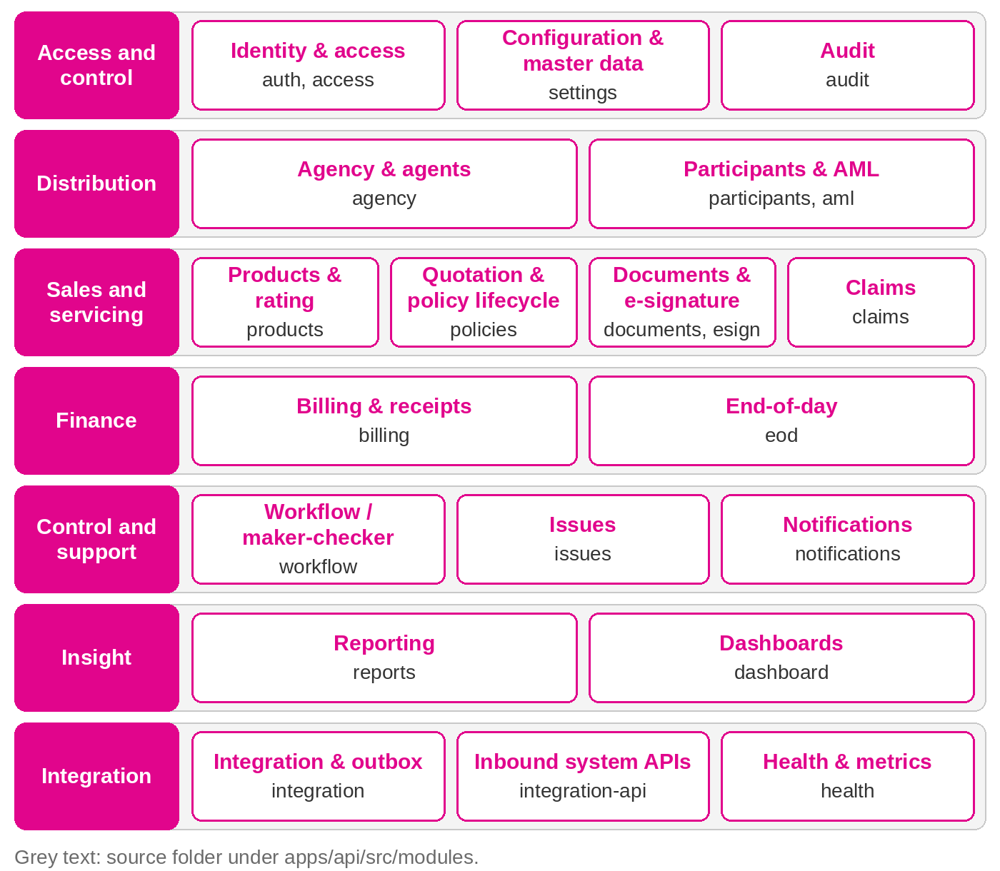 Access and
control
Identity & access
auth, access
Configuration &
master data
settings
Audit
audit
Distribution
Agency & agents
agency
Participants & AML
participants, aml
Sales and
servicing
Products &
rating
products
Quotation &
policy lifecycle
policies
Documents &
e-signature
documents, esign
Claims
claims
Finance
Billing & receipts
billing
End-of-day
eod
Control and
support
Workflow /
maker-checker
workflow
Issues
issues
Notifications
notifications
Insight
Reporting
reports
Dashboards
dashboard
Integration
Integration & outbox
integration
Inbound system APIs
integration-api
Health & metrics
health
Grey text: source folder under apps/api/src/modules.